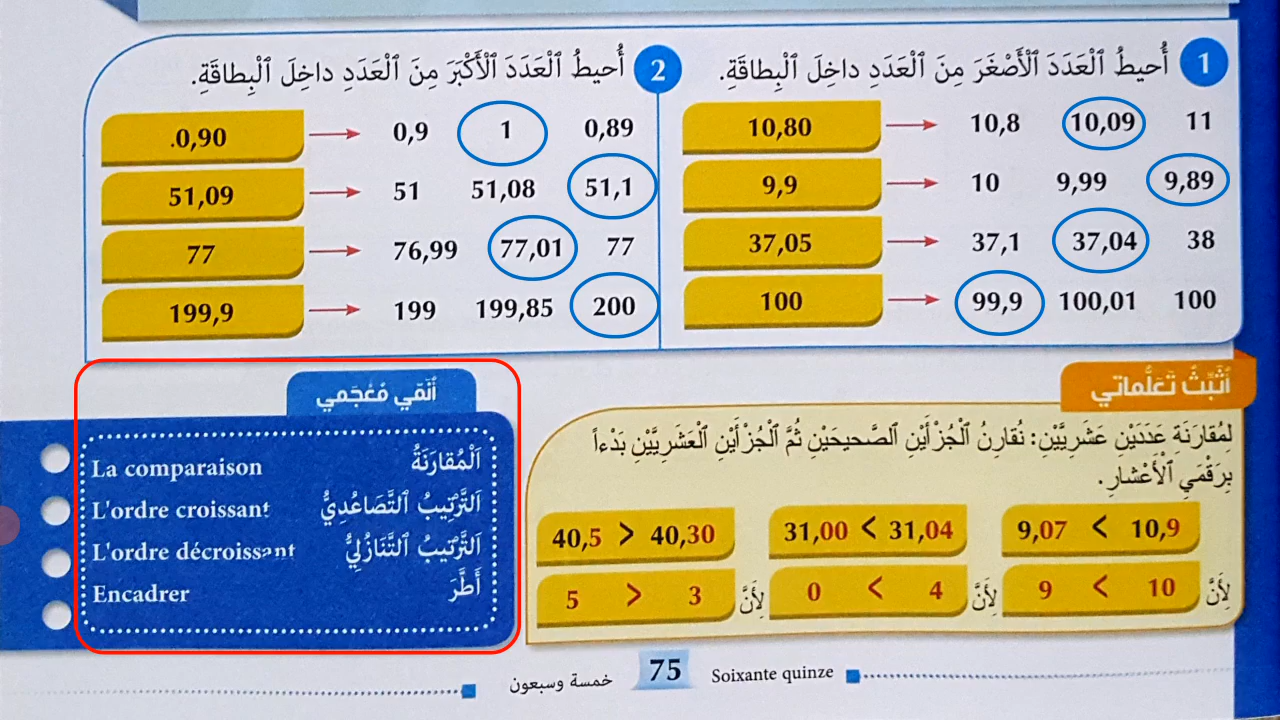 1 أُحيطُ ٱلْعَدَدَ ٱلْأَصْغَرَ مِنَ ٱلْعَدَدِ داخِلَ ٱلْبِطاقَةِ.
10,80 10,8 10,09 11
9,9 10 9,99 9,89
37,05 37,1 37,04 38
100 99,9 100,01 100
2 أُحيطُ ٱلْعَدَدَ ٱلْأَكْبَرَ مِنَ ٱلْعَدَدِ داخِلَ ٱلْبِطاقَةِ.
0,90. 0,9 1 0,89
51,09 51 51,08 51,1
77 76,99 77,01 77
199,9 199 199,85 200
أُثَبِّتُ تَعَلُّماتي
لِمُقارَنَةِ عَدَدَيْنِ عَشَرِيَّيْنِ: نُقارِنُ ٱلْجُزْأَيْنِ ٱلصَّحيحَيْنِ ثُمَّ ٱلْجُزْأَيْنِ ٱلْعَشَرِيَّيْنِ بَدْءاً
بِرَقْمَيِ ٱلْأَعْشارِ.
40,5 > 40,30 31,00 < 31,04 9,07 < 10,9
5 > 3 لِأَنَّ 0 < 4 لِأَنَّ 9 < 10 لِأَنَّ
أُنَمّي مُعْجَمي
La comparaison اَلْمُقارَنَةُ
L'ordre croissant اَلتَّرْتيبُ ٱلتَّصَاعُدِيُّ
L'ordre décroissant اَلتَّرْتيبُ ٱلتَّنَازُلِيُّ
Encadrer أَطَّرَ
خمسة وسبعون 75 Soixante quinze